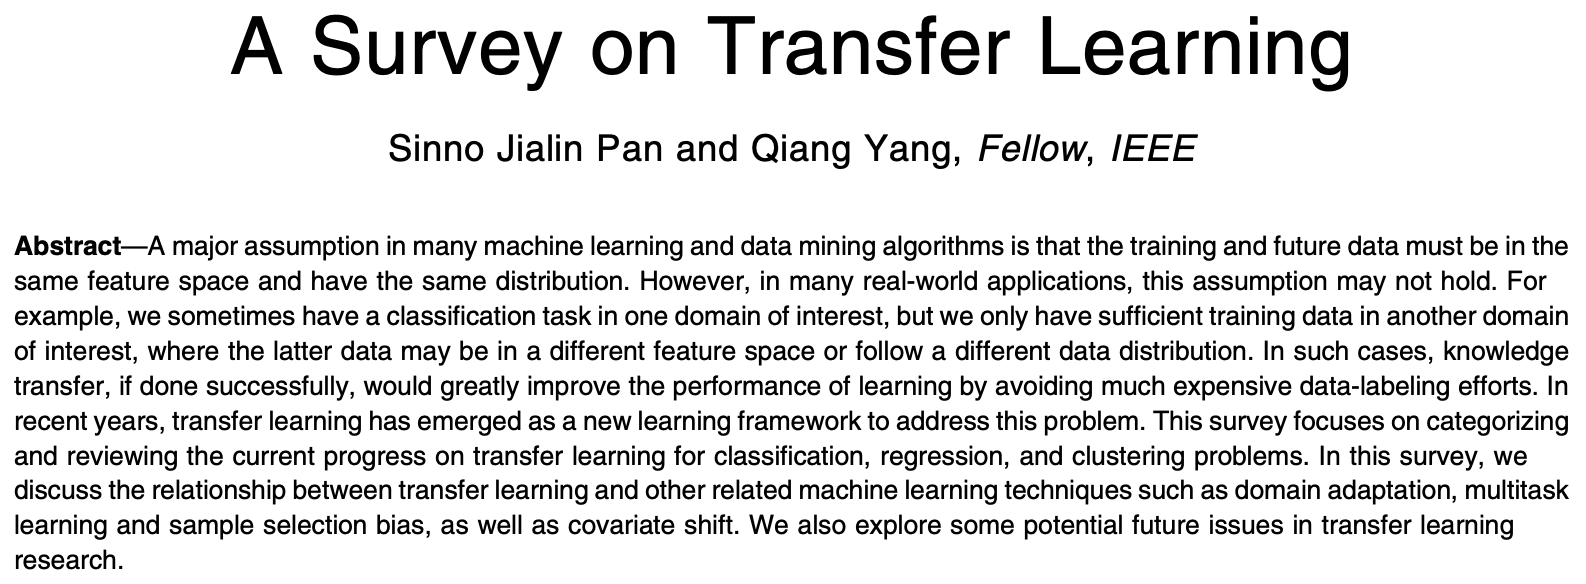 A Survey on Transfer Learning
Sinno Jialin Pan and Qiang Yang, Fellow, IEEE
Abstract—A major assumption in many machine learning and data mining algorithms is that the training and future data must be in the
same feature space and have the same distribution. However, in many real-world applications, this assumption may not hold. For
example, we sometimes have a classification task in one domain of interest, but we only have sufficient training data in another domain
of interest, where the latter data may be in a different feature space or follow a different data distribution. In such cases, knowledge
transfer, if done successfully, would greatly improve the performance of learning by avoiding much expensive data-labeling efforts. In
recent years, transfer learning has emerged as a new learning framework to address this problem. This survey focuses on categorizing
and reviewing the current progress on transfer learning for classification, regression, and clustering problems. In this survey, we
discuss the relationship between transfer learning and other related machine learning techniques such as domain adaptation, multitask
learning and sample selection bias, as well as covariate shift. We also explore some potential future issues in transfer learning
research.